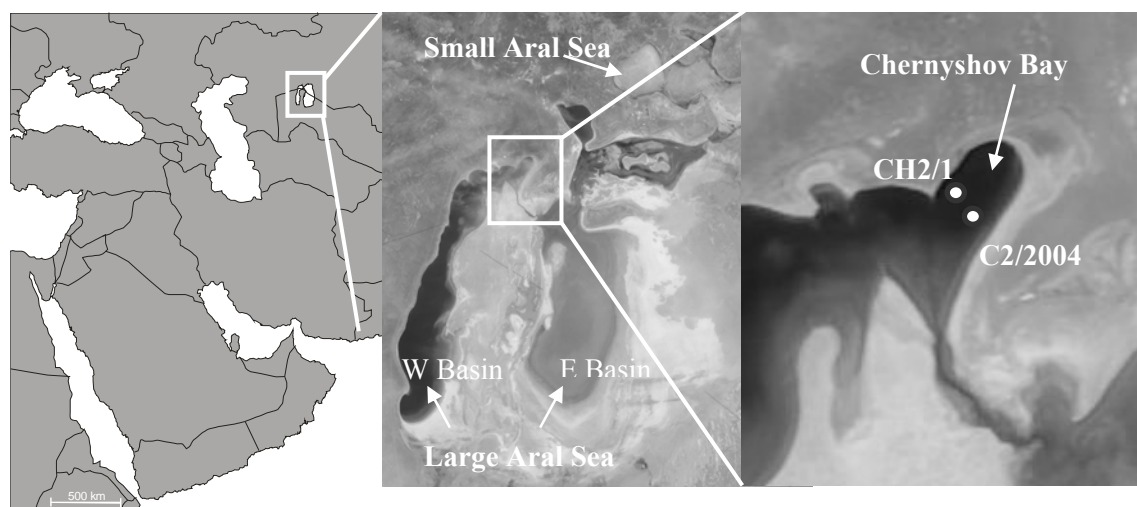 500 km
Small Aral Sea
W Basin
E Basin
Large Aral Sea
Chernyshov Bay
CH2/1
C2/2004